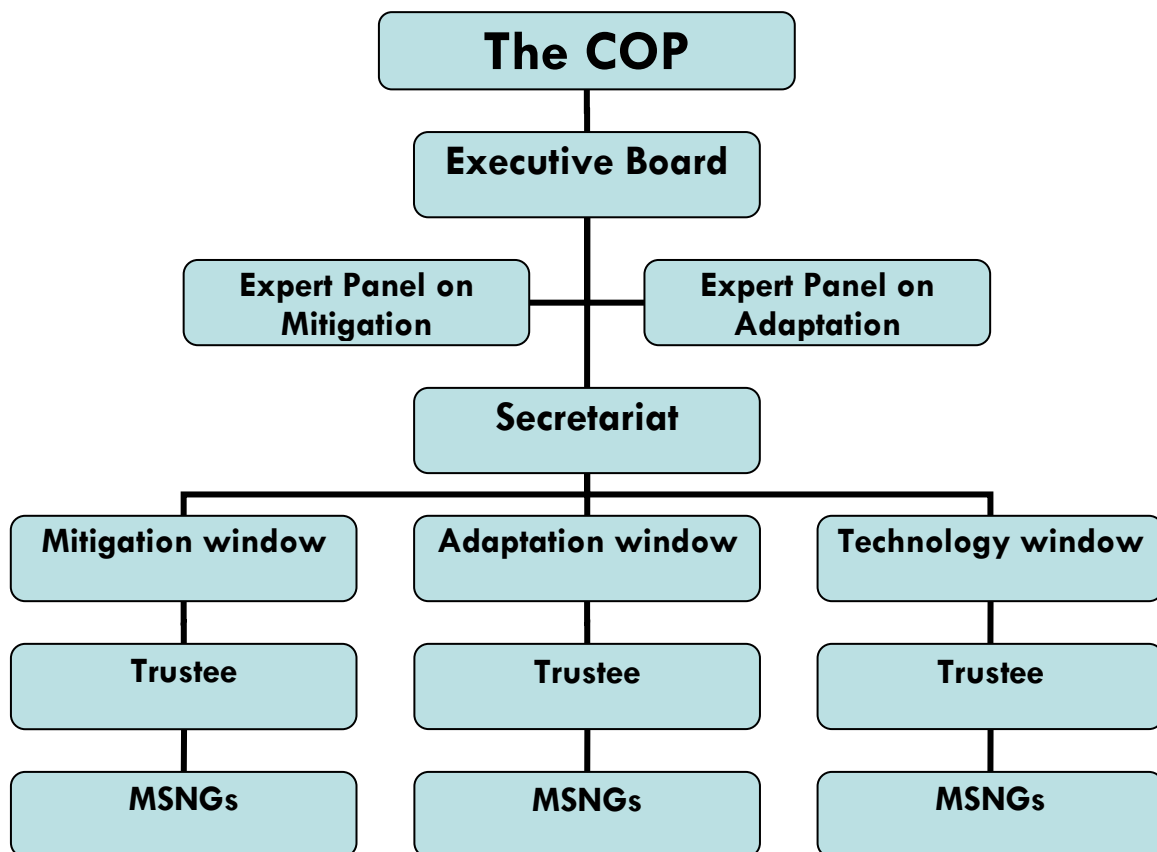 The COP
Executive Board
Expert Panel on
Mitigation
Expert Panel on
Adaptation
Secretariat
Mitigation window
Adaptation window
Technology window
Trustee
Trustee
Trustee
MSNGs
MSNGs
MSNGs